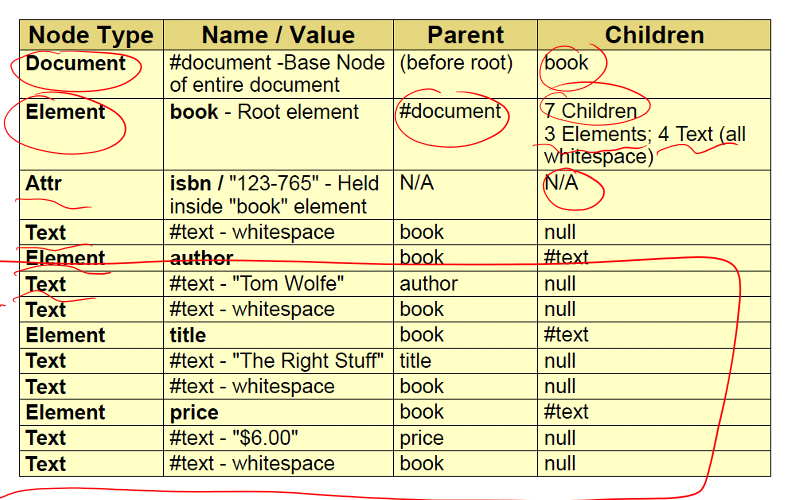 Node Type Name / Value Parent Children
Document #document -Base Node (before root) book
of entire document
Element book - Root element #document 7 Children
3 Elements; 4 Text (all
whitespace)
Attr isbn / "123-765" - Held N/A N/A
inside "book" element
Text #text - whitespace book null
Element author book #text
Text #text - "Tom Wolfe" author null
Text #text - whitespace book null
Element title book #text
Text #text - "The Right Stuff" title null
Text #text - whitespace book null
Element price book #text
Text #text - "$6.00" price null
Text #text - whitespace book null